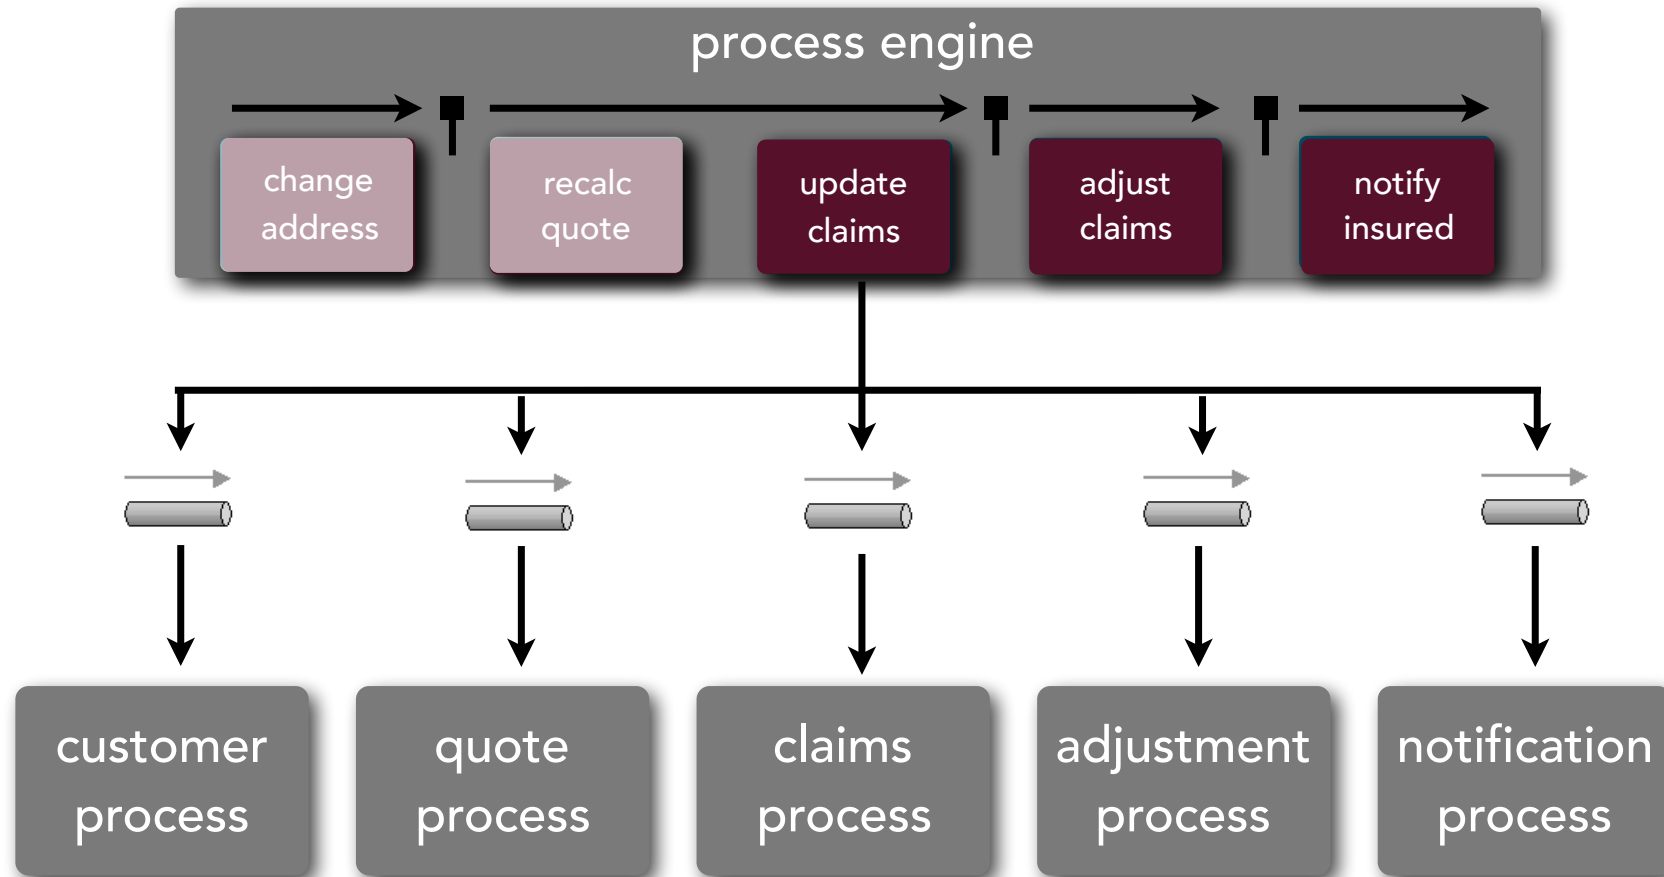 process engine
change
address
recalc
quote
update
claims
adjust
claims
notify
insured
customer
process
quote
process
claims
process
adjustment
process
notification
process